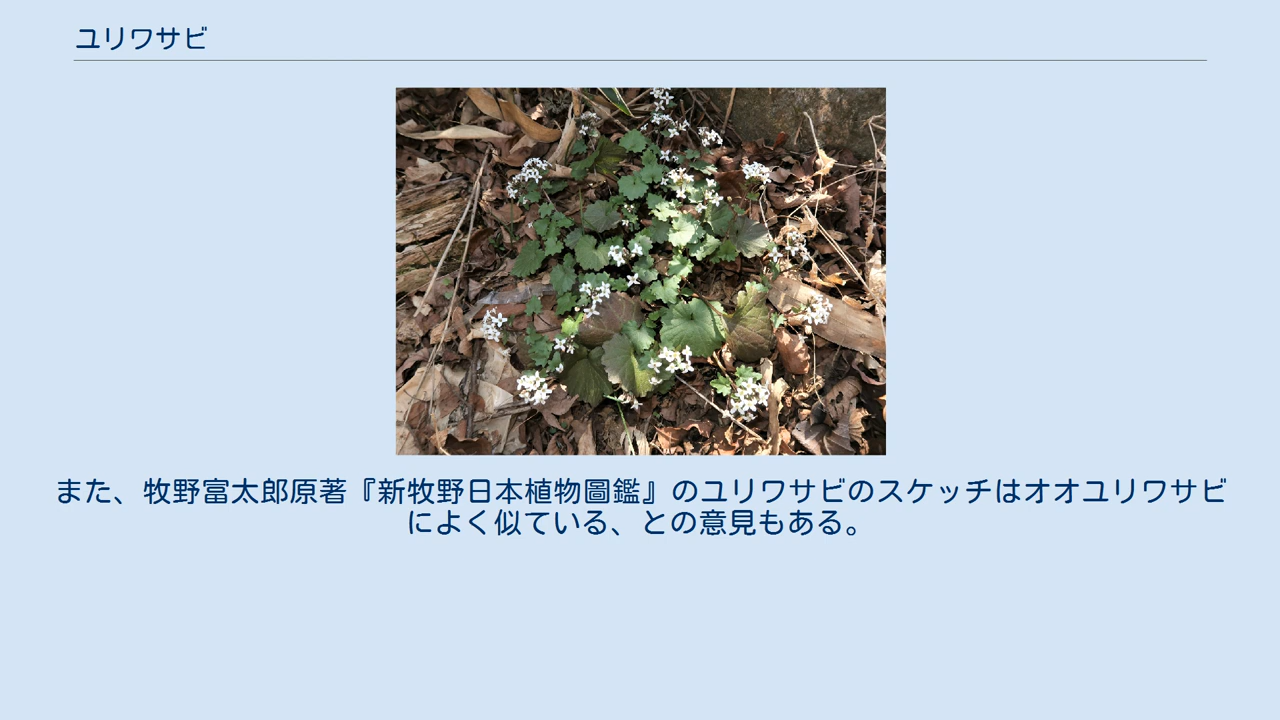 ユリワサビ
また、牧野富太郎原著『新牧野日本植物圖鑑』のユリワサビのスケッチはオオユリワサビ
によく似ている、との意見もある。